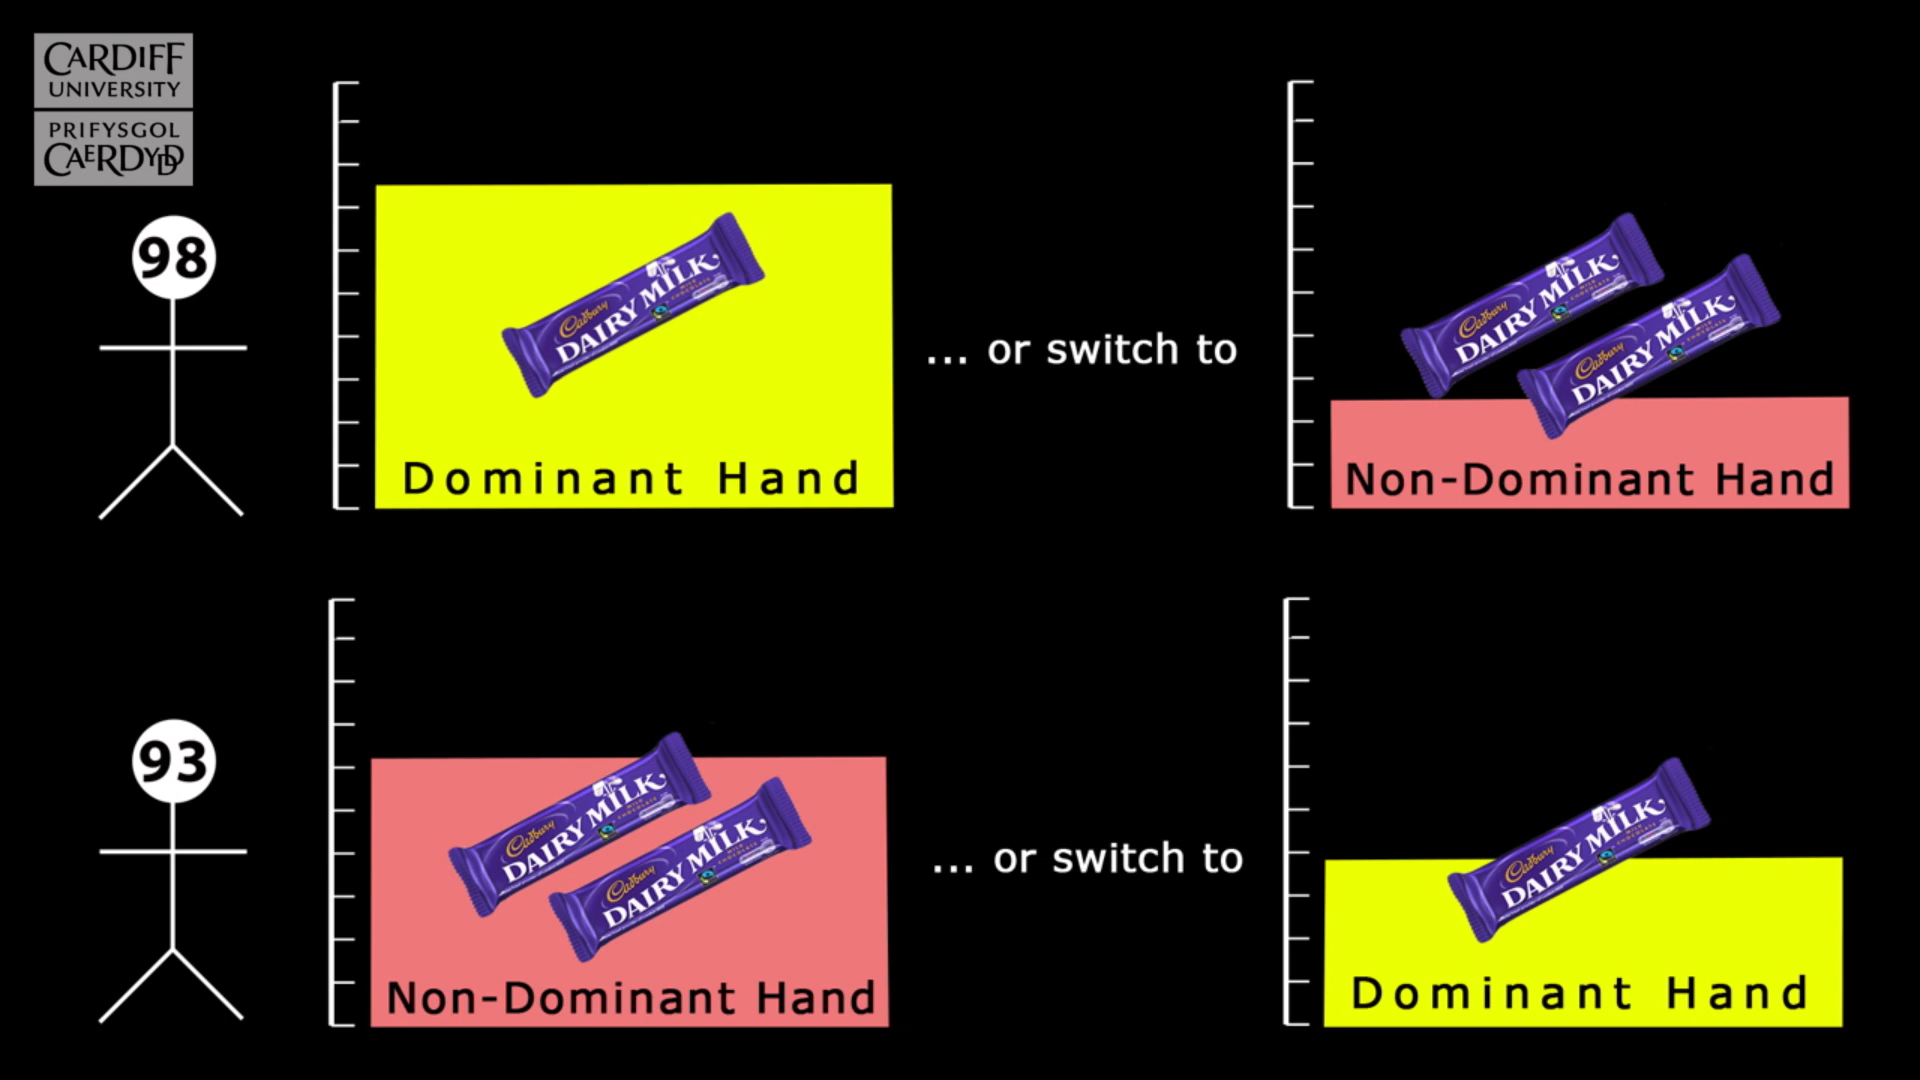 CARDIFF
UNIVERSITY
PRIFYSGOL
CAERDYDD
98
Cadbury
DAIRY MILK
Dominant Hand
... or switch to
Cadbury
DAIRY MILK
Cadbury
DAIRY MILK
Non-Dominant Hand
93
Cadbury
DAIRY MILK
Cadbury
DAIRY MILK
Non-Dominant Hand
... or switch to
Cadbury
DAIRY MILK
Dominant Hand